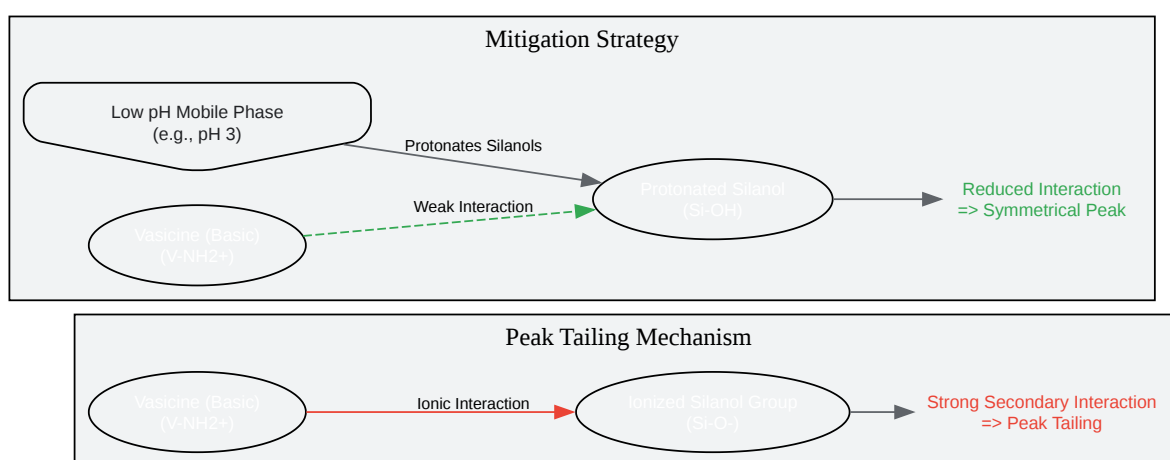 Mitigation Strategy
Low pH Mobile Phase
(e.g., pH 3)
Protonates Silanols
Protonated Silanol
(Si-OH)
Weak Interaction
Vasicine (Basic)
(V-NH2+)
Reduced Interaction
=> Symmetrical Peak
Peak Tailing Mechanism
Vasicine (Basic)
(V-NH2+)
Ionic Interaction
Ionized Silanol Group
(Si-O-)
Strong Secondary Interaction
=> Peak Tailing